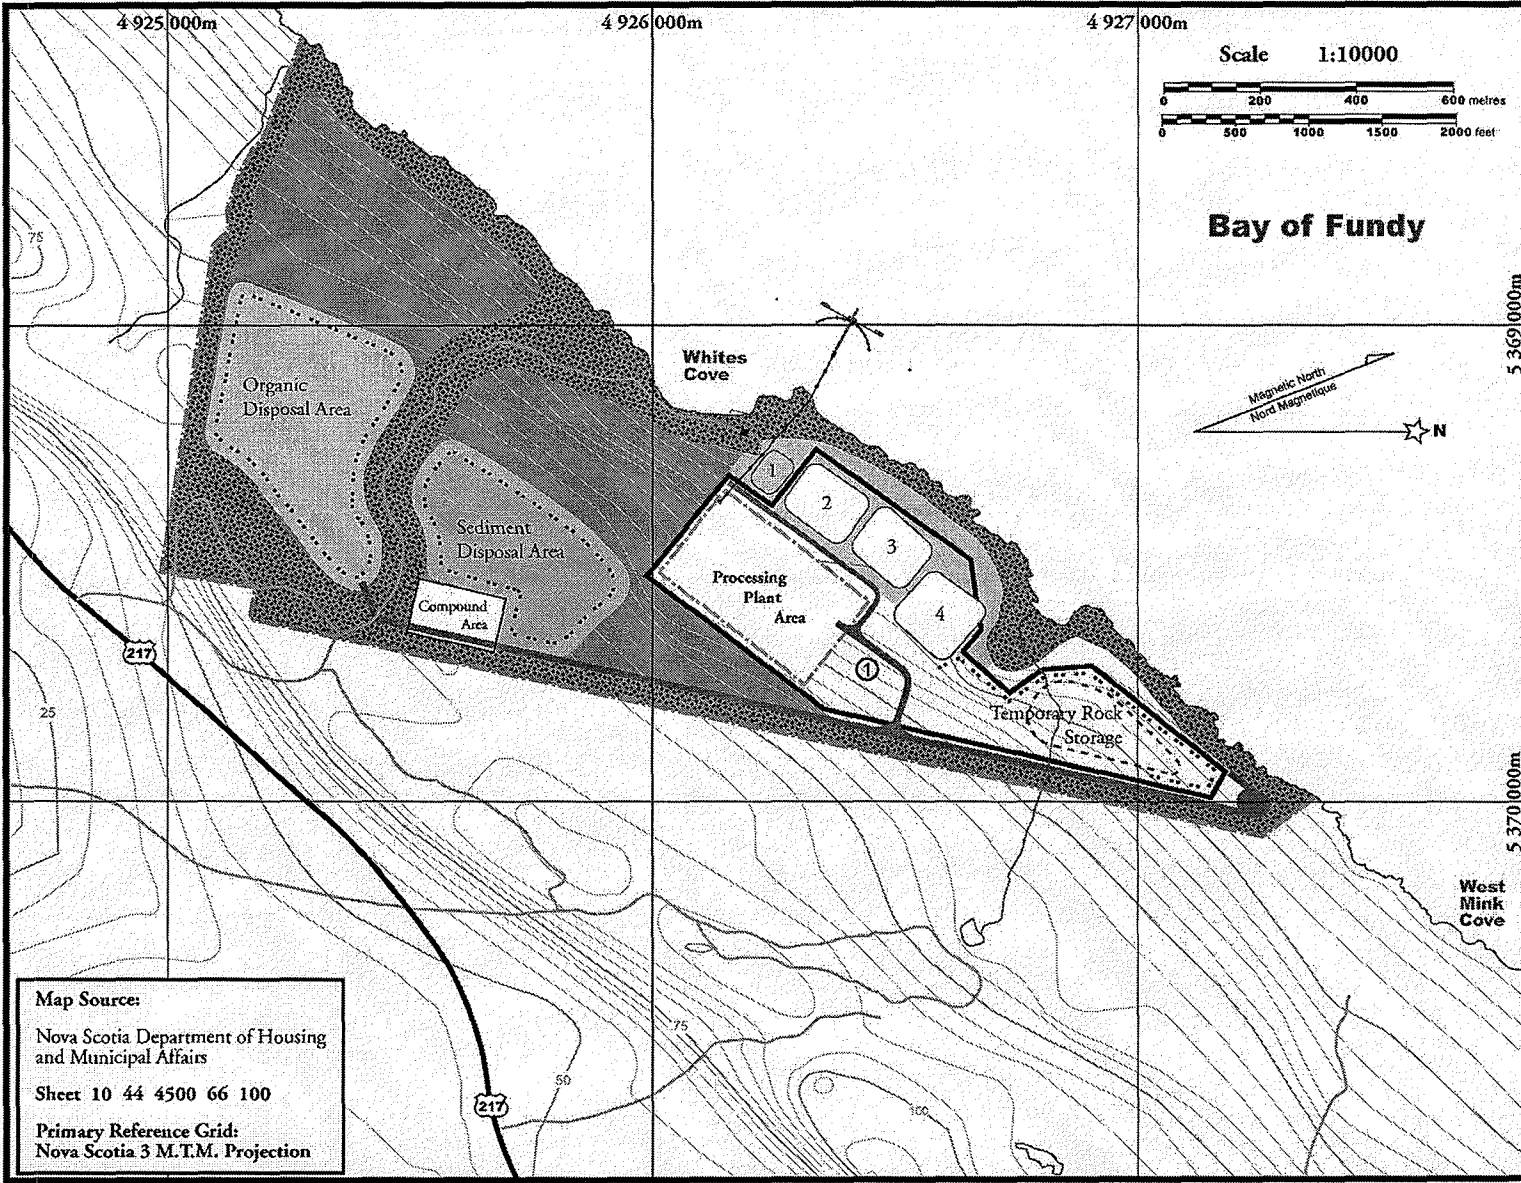 4 925 000m
4 926 000m
4 927 000m
Scale 1:10000
0 200 400 600 metres
0 500 1000 1500 2000 feet
Bay of Fundy
75
5 369 000m
Whites
Cove
Magnetic North
Nord Magnetique
N
Organic
Disposal Area
1
2
3
4
Sediment
Disposal Area
Processing
Plant
Area
Compound
Area
1
217
25
Temporary Rock
Storage
5 370 000m
West
Mink
Cove
75
50
100
217
Map Source:
Nova Scotia Department of Housing
and Municipal Affairs
Sheet 10 44 4500 66 100
Primary Reference Grid:
Nova Scotia 3 M.T.M. Projection